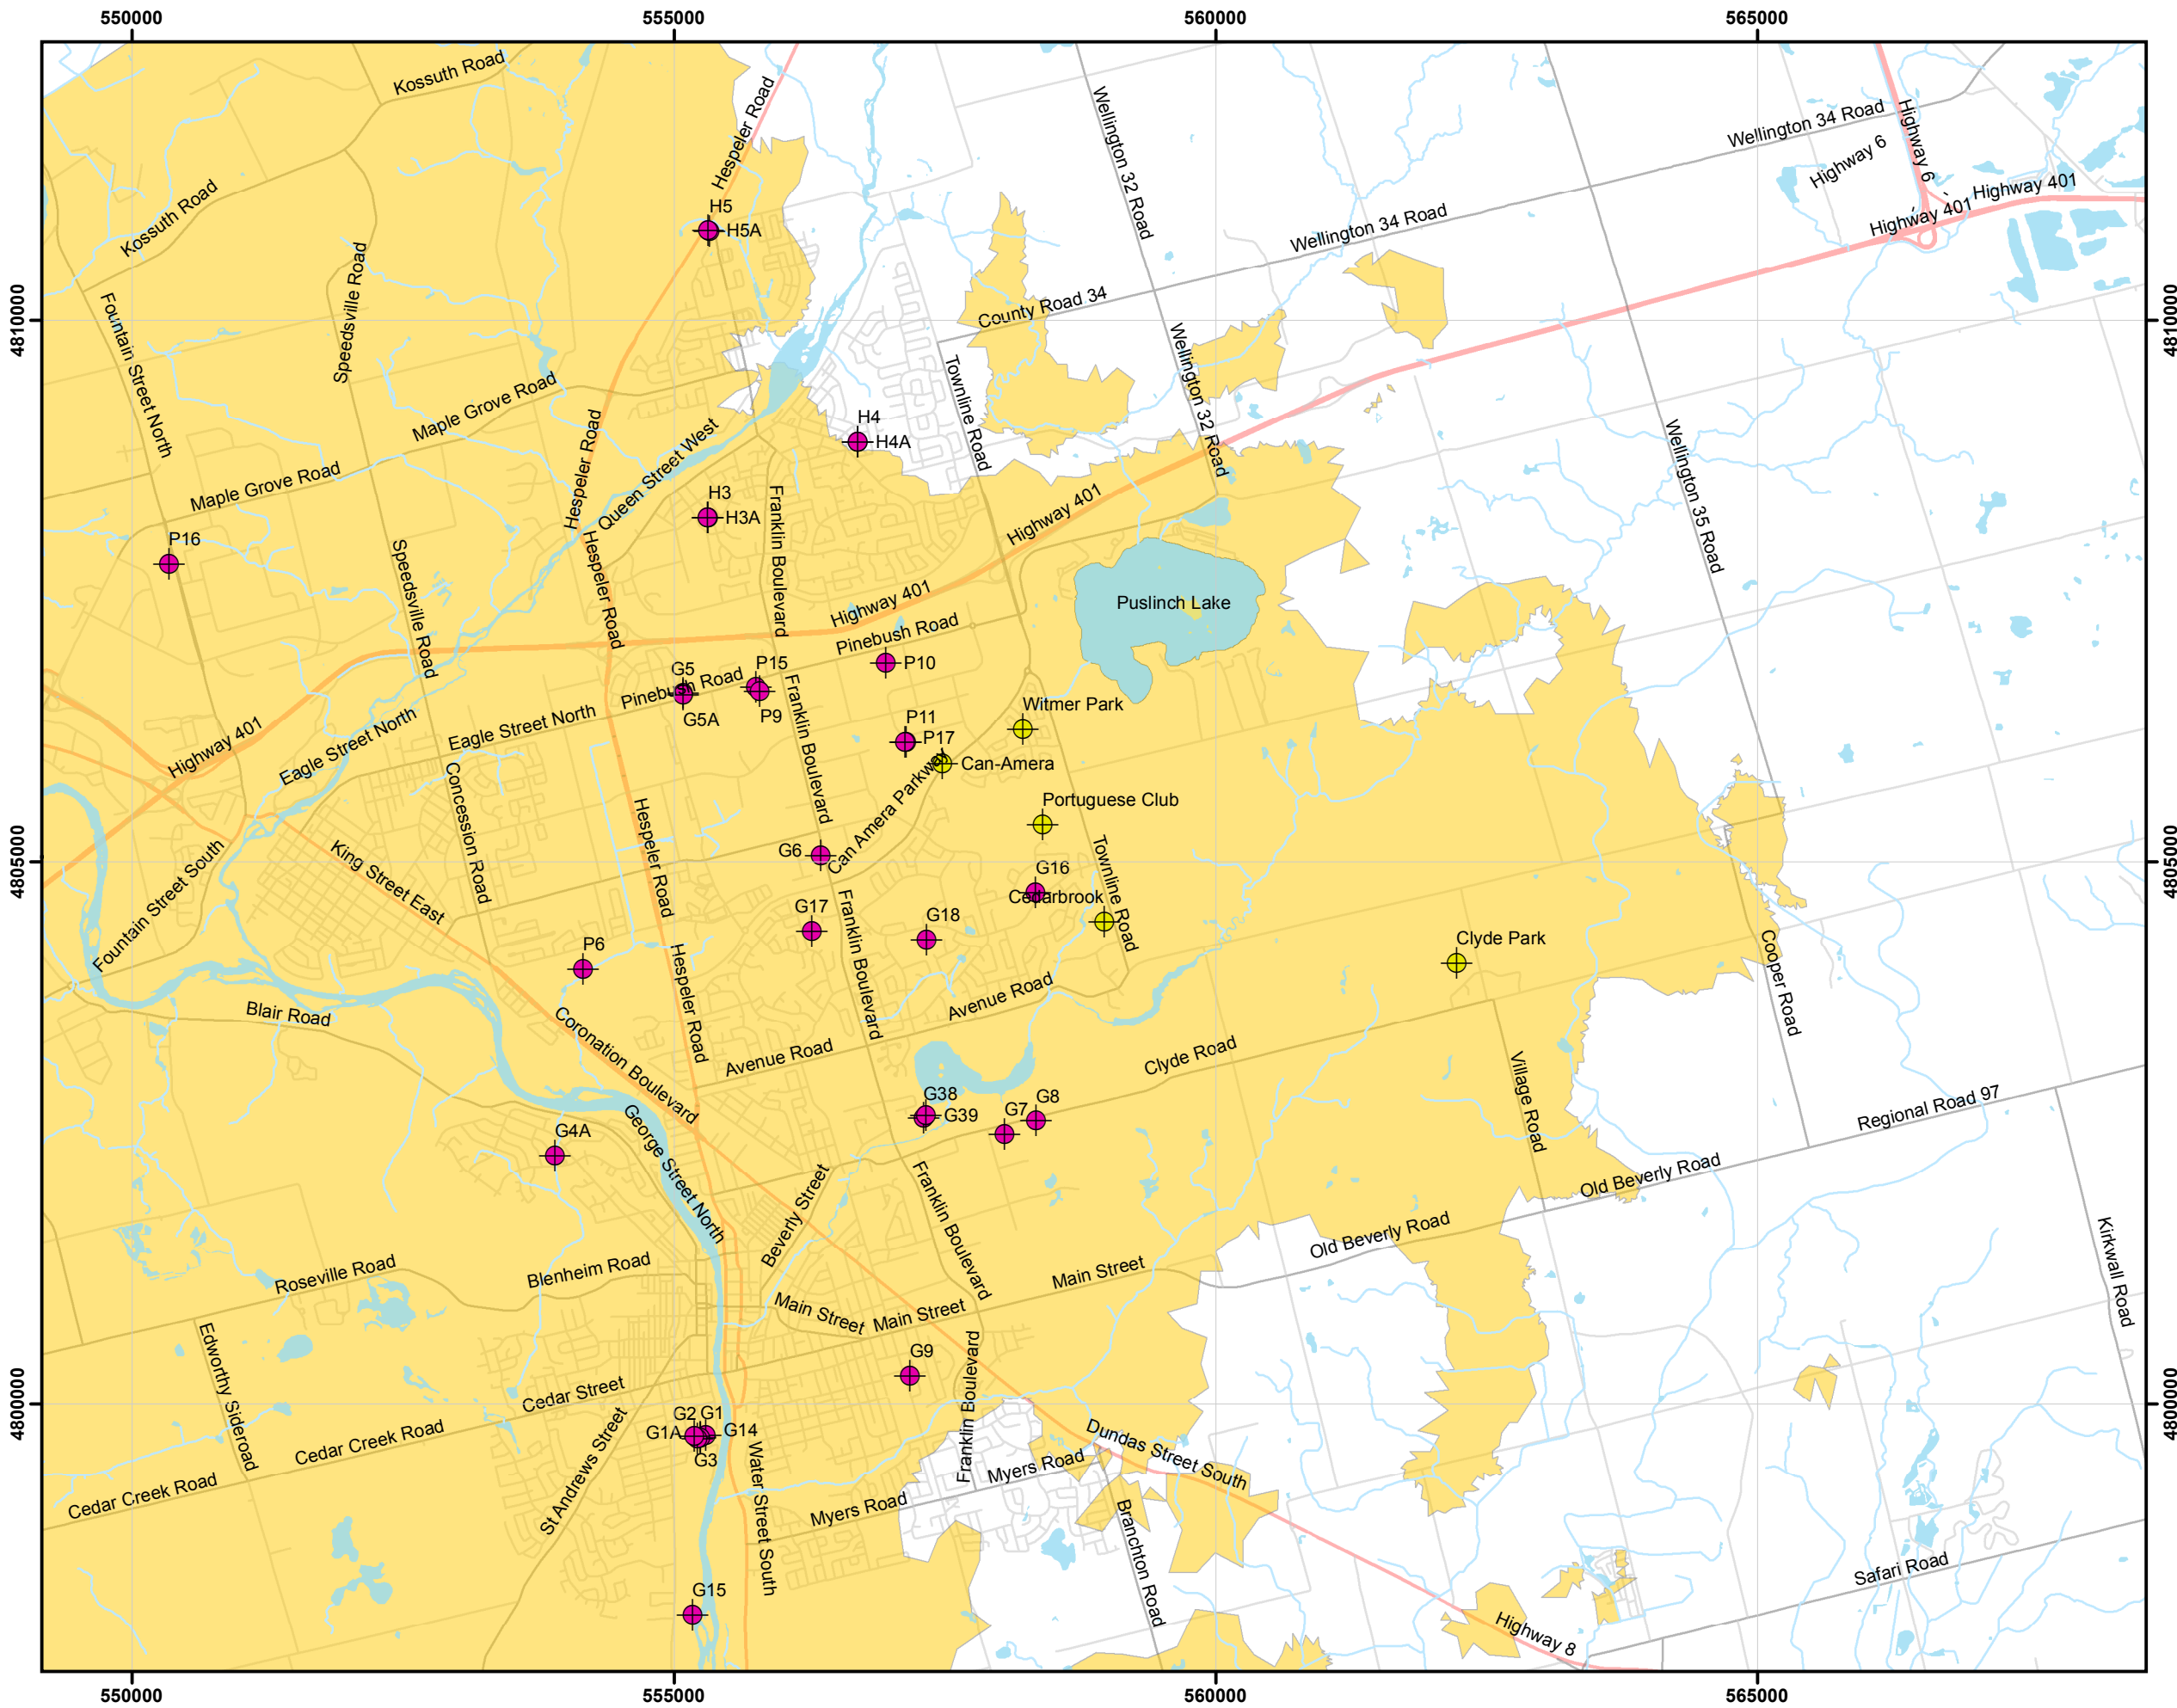 550000
555000
560000
565000
Kossuth Road
Hespeler Road
Wellington 32 Road
Highway 6
Wellington 34 Road
Highway 6
Kossuth Road
Highway 401
H5
Highway 401
Wellington 34 Road
H5A
Speedsville Road
County Road 34
4810000
4810000
Fountain Street North
Wellington 32 Road
Townline Road
Maple Grove Road
Hespeler Road
H4
H4A
Queen Street West
Wellington 35 Road
Maple Grove Road
H3
H3A
Franklin Boulevard
Highway 401
P16
Speedsville Road
Hespeler Road
Highway 401
Puslinch Lake
Pinebush Road
G5
P15
P10
Pinebush Road
G5A
P9
Franklin Boulevard
Witmer Park
P11
P17
Eagle Street North
Eagle Street North
Highway 401
Can-Amera
Concession Road
Can Amera Parkway
Portuguese Club
Hespeler Road
4805000
4805000
G6
King Street East
Fountain Street South
Townline Road
G16
Cedarbrook
G17
G18
Franklin Boulevard
P6
Hespeler Road
Clyde Park
Cooper Road
Blair Road
Avenue Road
Coronation Boulevard
Avenue Road
Clyde Road
Village Road
G38
G39
G7
G8
Regional Road 97
G4A
George Street North
Franklin Boulevard
Beverly Street
Old Beverly Road
Old Beverly Road
Kirkwall Road
Roseville Road
Blenheim Road
Main Street
Main Street
Main Street
Edworthy Sideroad
Franklin Boulevard
G9
Cedar Street
4800000
4800000
G2
G1
G1A
G14
G3
Cedar Creek Road
St Andrews Street
Water Street South
Dundas Street South
Myers Road
Cedar Creek Road
Myers Road
Branchton Road
Safari Road
G15
Highway 8
550000
555000
560000
565000